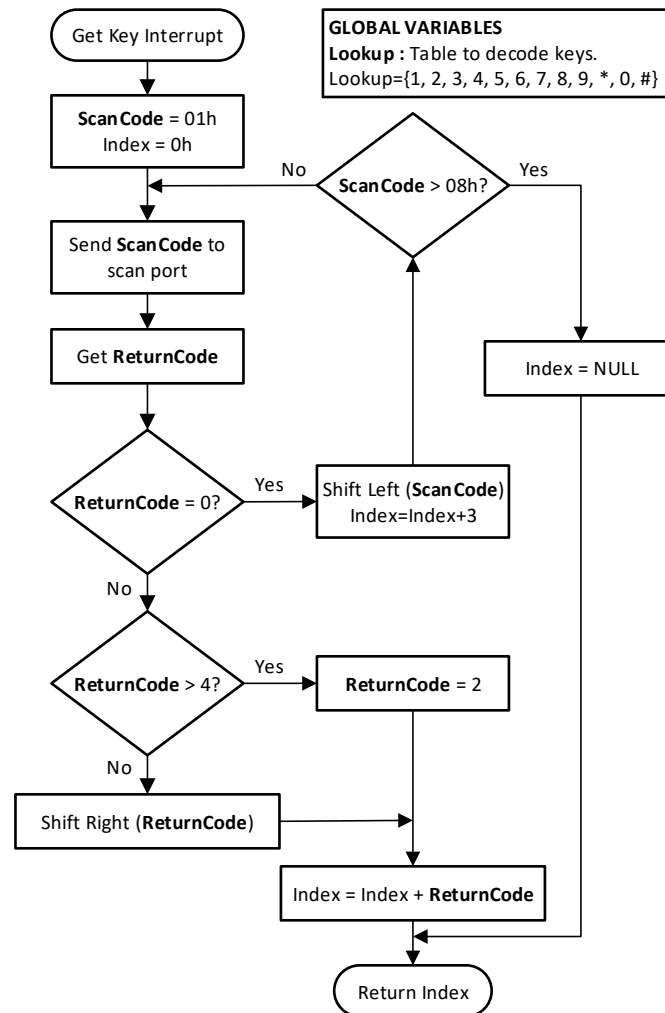 Get Key Interrupt
GLOBAL VARIABLES
Lookup : Table to decode keys.
Lookup={1, 2, 3, 4, 5, 6, 7, 8, 9, *, 0, #}
ScanCode = 01h
Index = 0h
No
ScanCode > 08h?
Yes
Send ScanCode to
scan port
Get ReturnCode
Index = NULL
ReturnCode = 0?
Yes
Shift Left (ScanCode)
Index=Index+3
No
ReturnCode > 4?
Yes
ReturnCode = 2
No
Shift Right (ReturnCode)
Index = Index + ReturnCode
Return Index